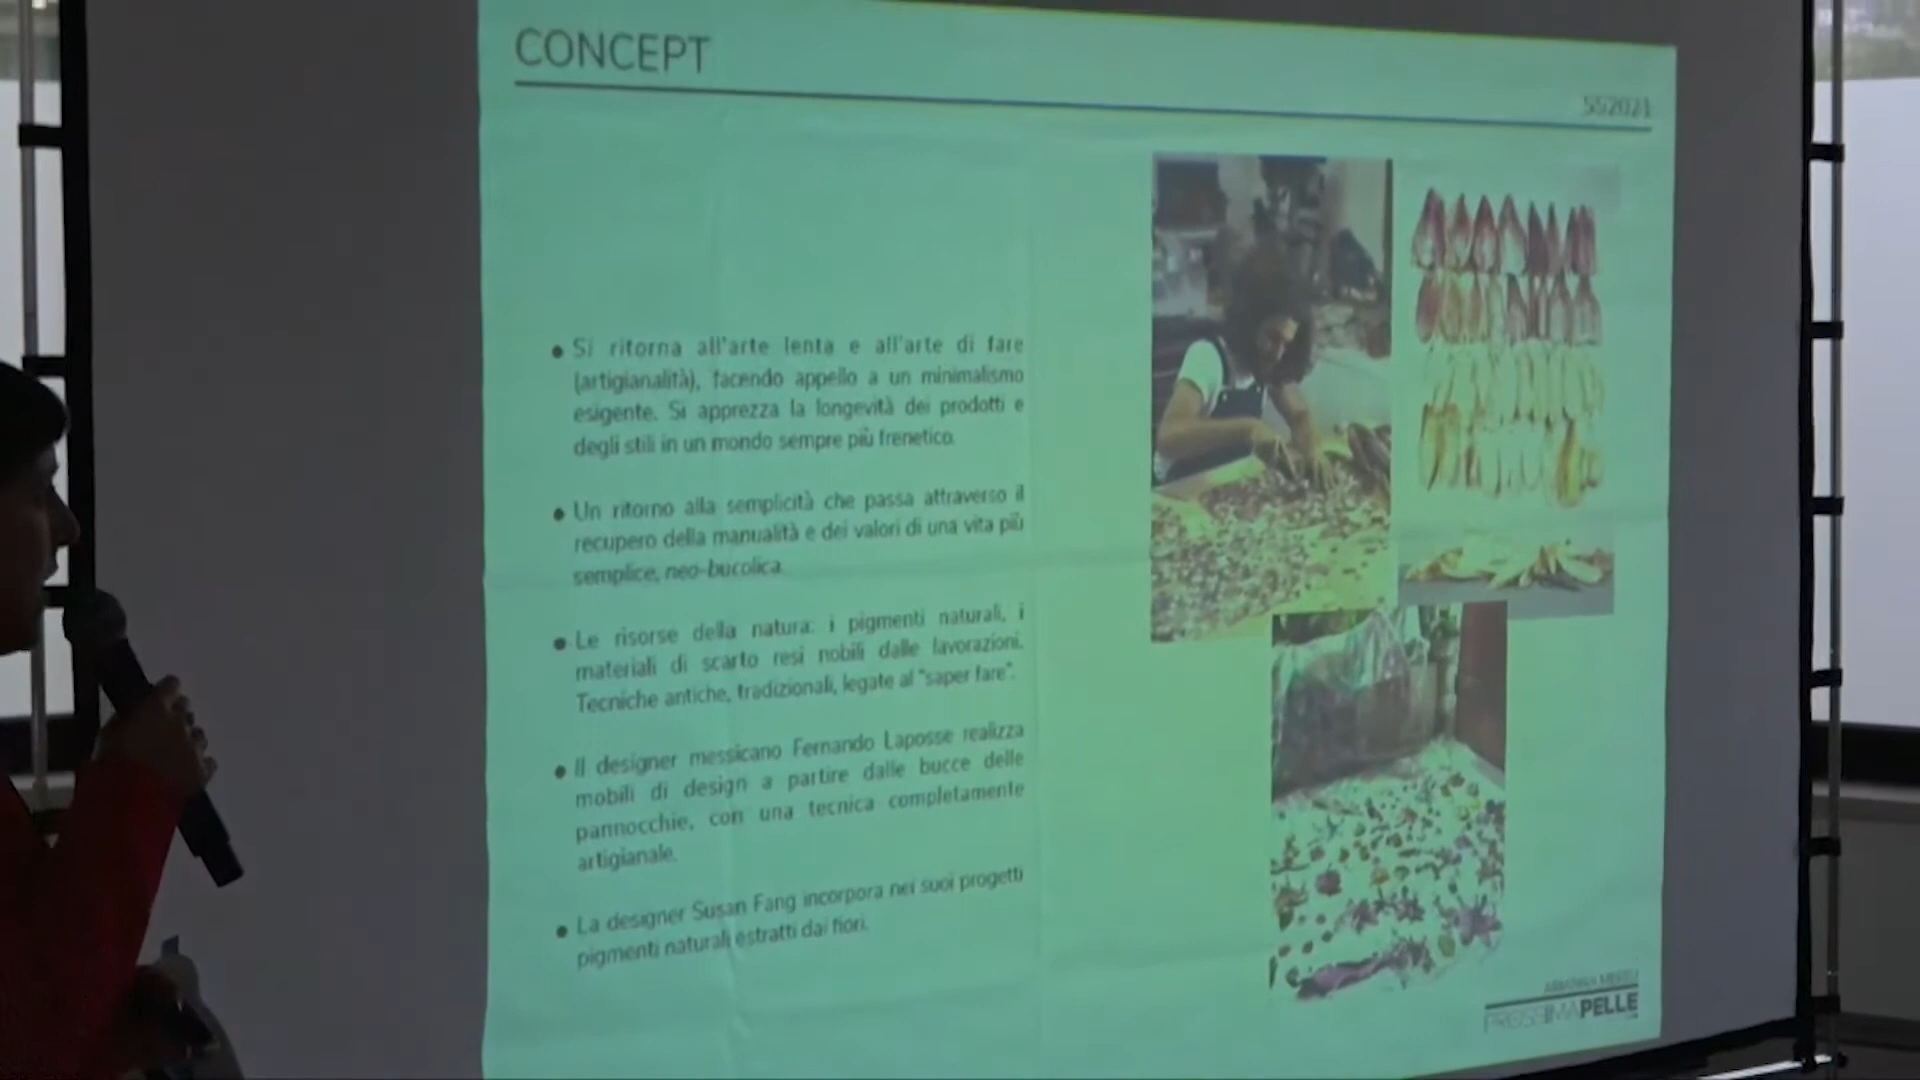 CONCEPT
SS2021
Si ritorna all'arte lenta e all'arte di fare
(artigianalità), facendo appello a un minimalismo
esigente. Si apprezza la longevità dei prodotti e
degli stili in un mondo sempre più frenetico.
Un ritorno alla semplicità che passa attraverso il
recupero della manualità e dei valori di una vita più
semplice, neo-bucolica.
Le risorse della natura: i pigmenti naturali, i
materiali di scarto resi nobili dalle lavorazioni.
Tecniche antiche, tradizionali, legate al "saper fare".
Il designer messicano Fernando Laposse realizza
mobili di design a partire dalle bucce delle
pannocchie, con una tecnica completamente
artigianale.
La designer Susan Fang incorpora nei suoi progetti
pigmenti naturali estratti dai fiori.
PROSSIMAPELLE